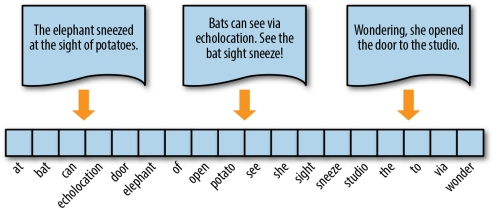 The elephant sneezed
at the sight of potatoes.
Bats can see via
echolocation. See the
bat sight sneeze!
Wondering, she opened
the door to the studio.
at
bat
can
echolocation
door
elephant
of
open
potato
see
she
sight
sneeze
studio
the
to
via
wonder